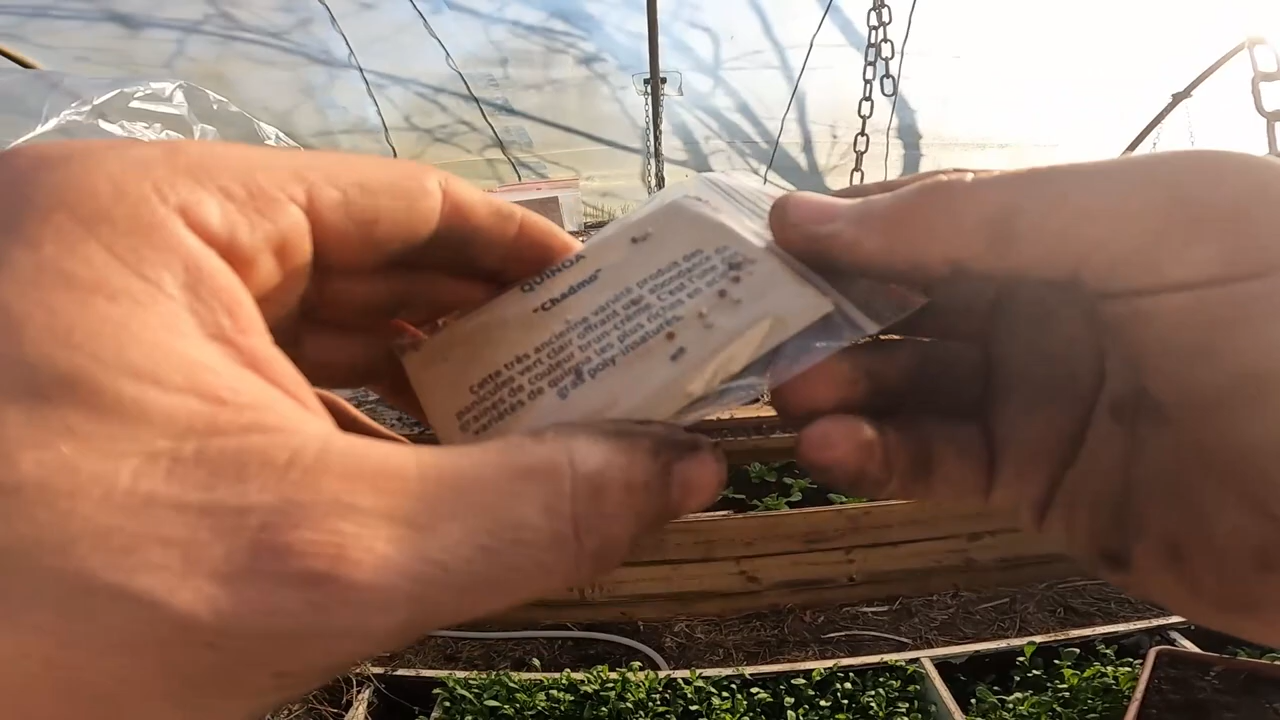 QUINOA
"Chadmo"
Cette très ancienne variété produit des
panicules vert clair offrant une abondance de
graines de couleur brun-crème. C'est l'une des
variétés de quinoa les plus riches en acides
gras poly-insaturés.